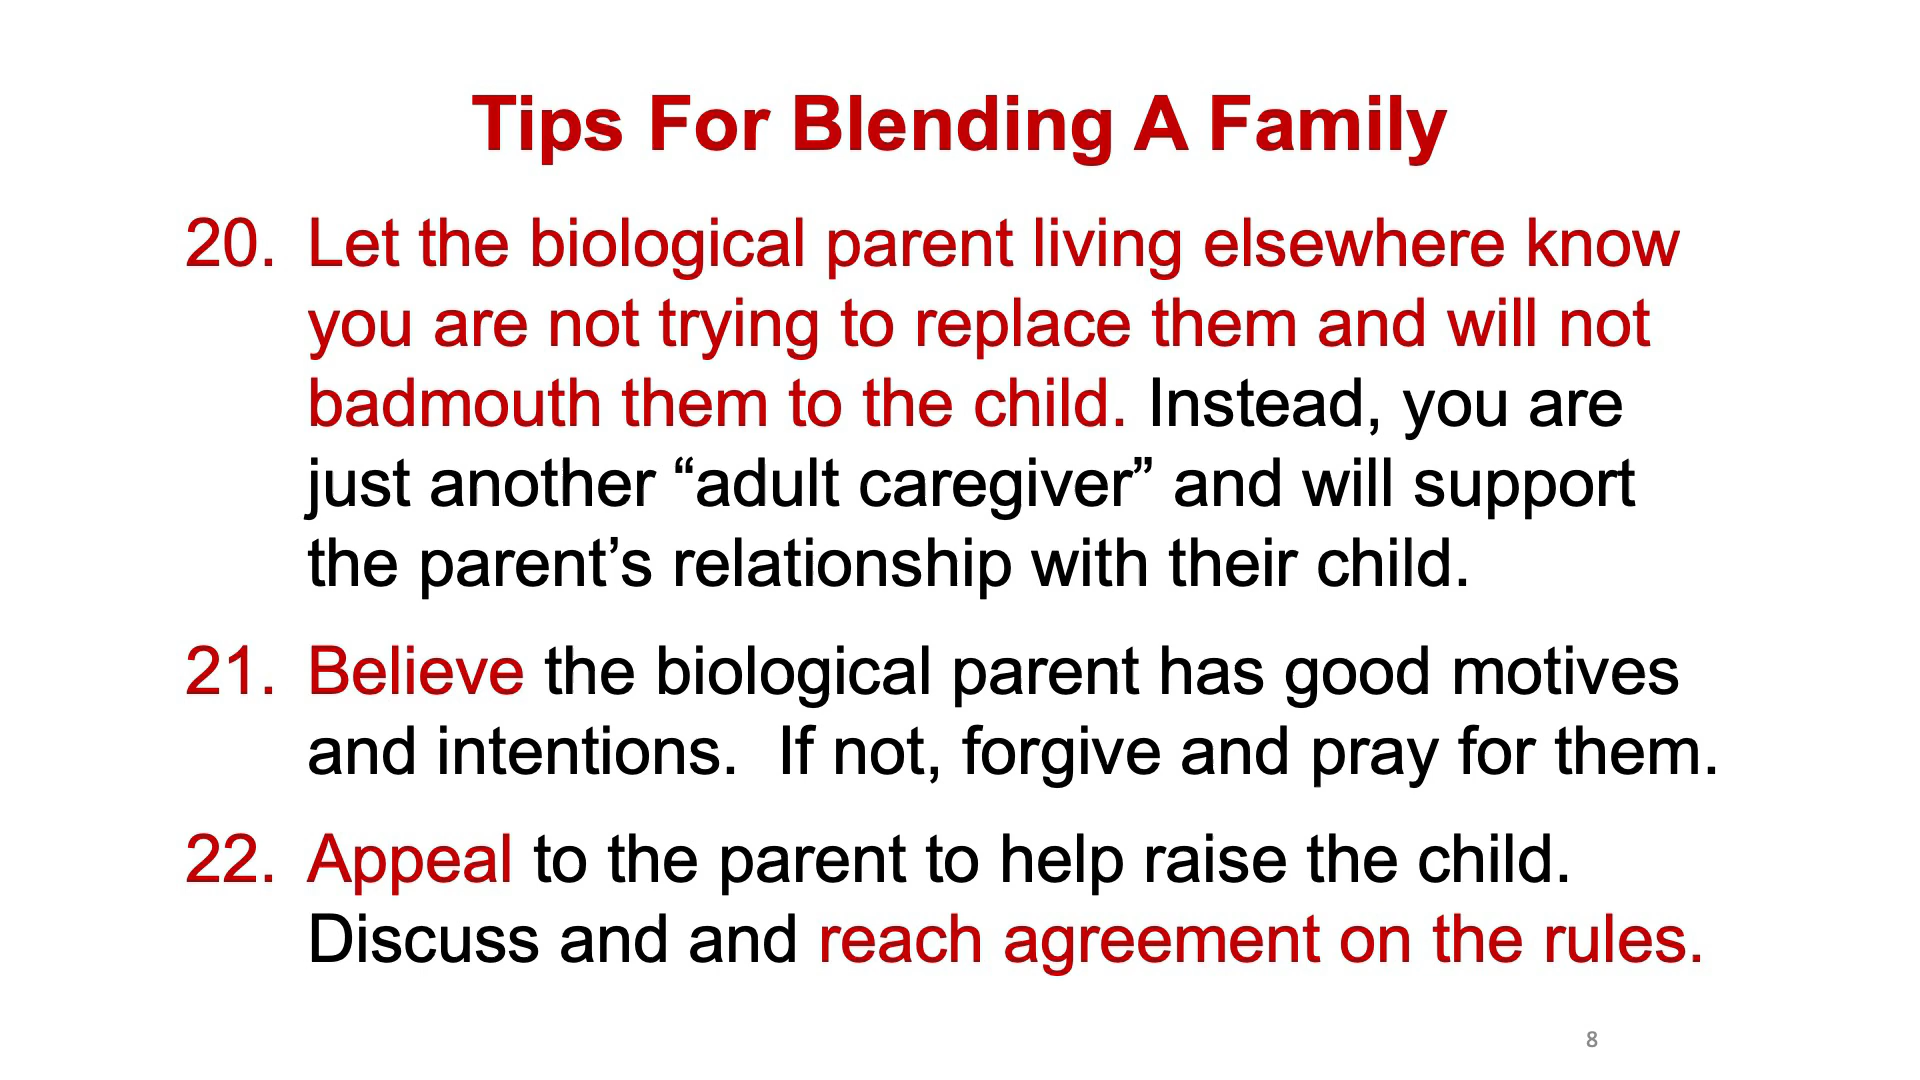 Tips For Blending A Family
20. Let the biological parent living elsewhere know
you are not trying to replace them and will not
badmouth them to the child. Instead, you are
just another “adult caregiver” and will support
the parent’s relationship with their child.
21. Believe the biological parent has good motives
and intentions.  If not, forgive and pray for them.
22. Appeal to the parent to help raise the child.
Discuss and and reach agreement on the rules.
8